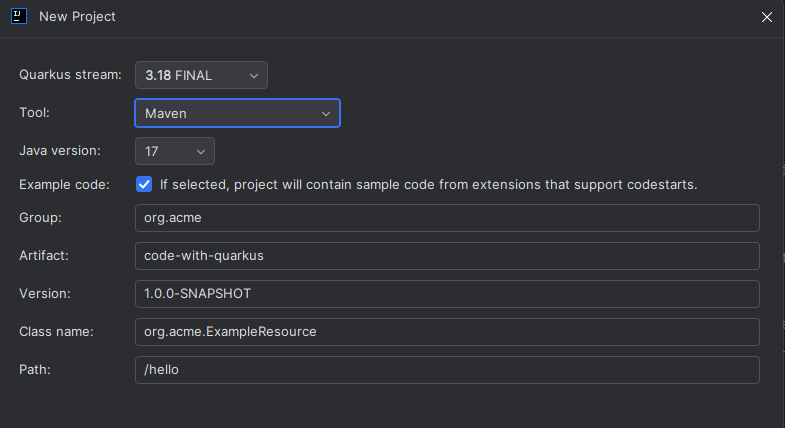 New Project
Quarkus stream: 3.18 FINAL
Tool: Maven
Java version: 17
Example code: If selected, project will contain sample code from extensions that support codestarts.
Group: org.acme
Artifact: code-with-quarkus
Version: 1.0.0-SNAPSHOT
Class name: org.acme.ExampleResource
Path: /hello